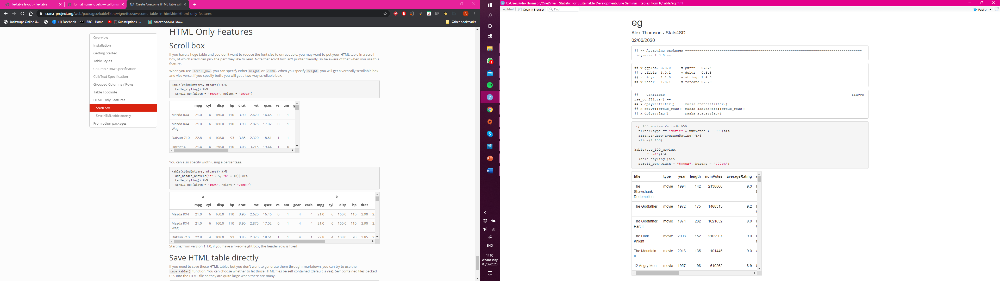 flextable layout • flextable
format numeric cells — colforma
Create Awesome HTML Table wit
cran.r-project.org/web/packages/kableExtra/vignettes/awesome_table_in_html.html#html_only_features
Jockstraps Online U...
(1) Facebook
BBC - Home
(2) Subscriptions -...
Amazon.co.uk: Low...
Other bookmarks
Overview
Installation
Getting Started
Table Styles
Column / Row Specification
Cell/Text Specification
Grouped Columns / Rows
Table Footnote
HTML Only Features
Scroll box
Save HTML table directly
From other packages
HTML Only Features
Scroll box
If you have a huge table and you don't want to reduce the font size to unreadable, you may want to put your HTML table in a scroll
box, of which users can pick the part they like to read. Note that scroll box isn't printer friendly, so be aware of that when you use this
feature.
When you use scroll_box, you can specify either height or width. When you specify height, you will get a vertically scrollable box
and vice versa. If you specify both, you will get a two-way scrollable box.
kable(cbind(mtcars, mtcars)) %>%
kable_styling() %>%
scroll_box(width = "500px", height = "200px")
mpg cyl disp hp drat wt qsec vs am g
Mazda RX4 21.0 6 160.0 110 3.90 2.620 16.46 0 1
Mazda RX4 21.0 6 160.0 110 3.90 2.875 17.02 0 1
Wag
Datsun 710 22.8 4 108.0 93 3.85 2.320 18.61 1 1
Hornet 4 21.4 6 258.0 110 3.08 3.215 19.44 1 0
You can also specify width using a percentage.
kable(cbind(mtcars, mtcars)) %>%
add_header_above(c("a" = 5, "b" = 18)) %>%
kable_styling() %>%
scroll_box(width = "100%", height = "200px")
a b
mpg cyl disp hp drat wt qsec vs am gear carb mpg cyl disp hp drat
Mazda RX4 21.0 6 160.0 110 3.90 2.620 16.46 0 1 4 4 21.0 6 160.0 110 3.90 2.
Mazda RX4 21.0 6 160.0 110 3.90 2.875 17.02 0 1 4 4 21.0 6 160.0 110 3.90 2.
Wag
Datsun 710 22.8 4 108.0 93 3.85 2.320 18.61 1 1 4 1 22.8 4 108.0 93 3.85 2.
Starting from version 1.1.0, if you have a fixed-height box, the header row is fixed
Save HTML table directly
If you need to save those HTML tables but you don't want to generate them through rmarkdown, you can try to use the
save_kable() function. You can choose whether to let those HTML files be self contained (default is yes). Self contained files packed
CSS into the HTML file so they are quite large when there are many.
ENG
14:00
Wednesday
03/06/2020
C:/Users/AlexThomson/OneDrive - Statistic For Sustainable Development/June Seminar - tables from R/kable/eg.html
eg.html
Open in Browser
Find
Publish
eg
Alex Thomson - Stats4SD
02/06/2020
## -- Attaching packages ---------------------------------------------------------------------------------------
tidyverse 1.3.0 --
## v ggplot2 3.3.0 v purrr 0.3.4
## v tibble 3.0.1 v dplyr 0.8.5
## v tidyr 1.1.0 v stringr 1.4.0
## v readr 1.3.1 v forcats 0.5.0
## -- Conflicts ------------------------------------------------------------------------------------------ tidyve
rse_conflicts() --
## x dplyr::filter() masks stats::filter()
## x dplyr::group_rows() masks kableExtra::group_rows()
## x dplyr::lag() masks stats::lag()
top_100_movies <- imdb %>%
filter(type == "movie" & numVotes > 99999)%>%
arrange(desc(averageRating))%>%
slice(1:100)
kable(top_100_movies,
"html")%>%
kable_styling()%>%
scroll_box(width = "500px", height = "400px")
title type year length numVotes averageRating
The movie 1994 142 2138866 9.3
Shawshank
Redemption
The Godfather movie 1972 175 1468315 9.2
The Godfather: movie 1974 202 1021652 9.0
Part II
The Dark movie 2008 152 2102907 9.0
Knight
The Mountain movie 2016 135 101445 9.0
II
12 Angry Men movie 1957 96 610262 8.9